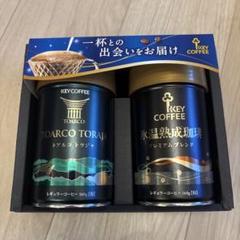 一杯との
出会いをお届け
KEY
COFFEE
KEY COFFEE
TOARCO
TOARCO TORAJA
トアルコ トラジャ
レギュラーコーヒー
KEY
COFFEE
氷温熟成珈琲
プレミアムブレンド
レギュラーコーヒー